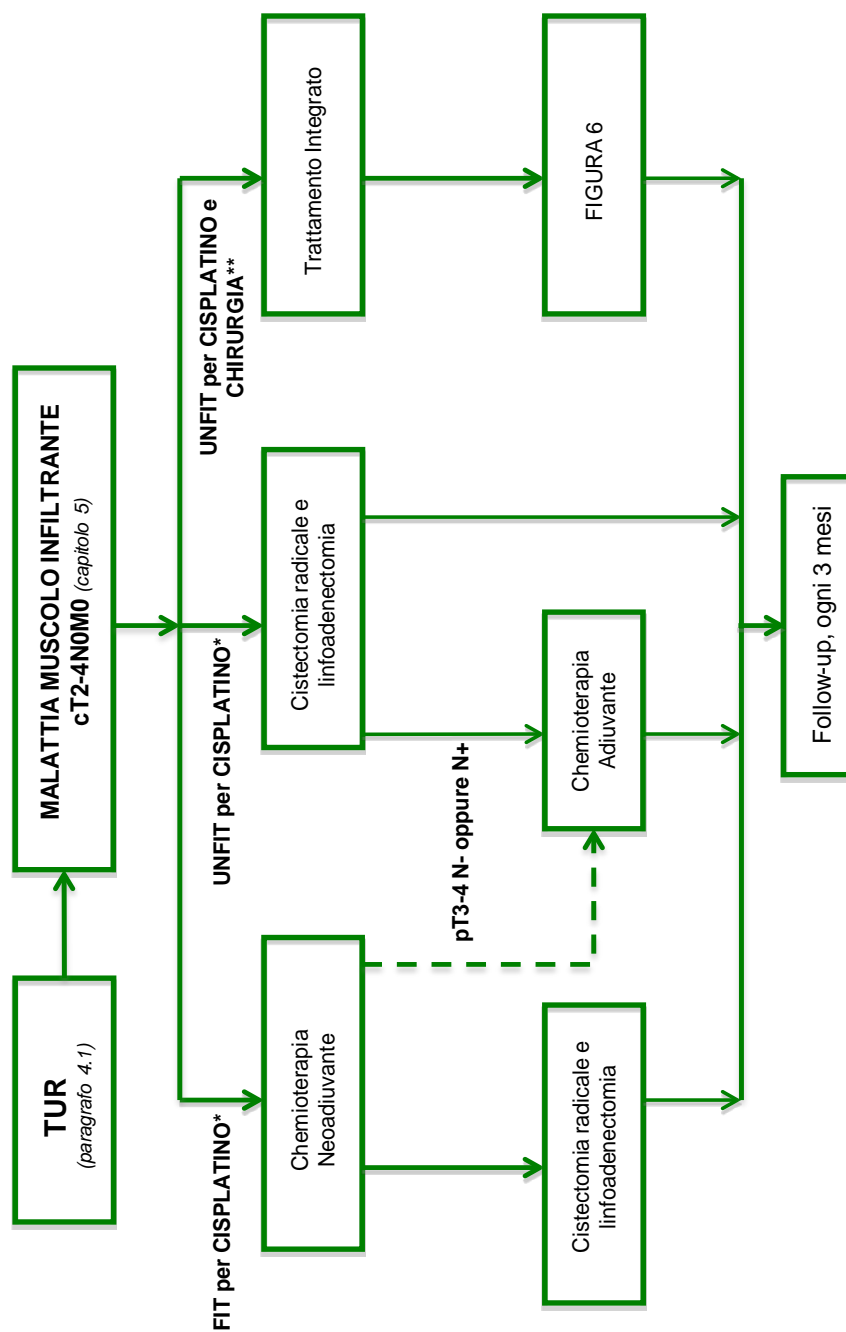 TUR
(paragrafo 4.1)
MALATTIA MUSCOLO INFILTRANTE
cT2-4N0M0 (capitolo 5)
FIT per CISPLATINO*
UNFIT per CISPLATINO*
UNFIT per CISPLATINO e
CHIRURGIA**
Chemioterapia
Neoadiuvante
Cistectomia radicale e
linfoadenectomia
Trattamento Integrato
pT3-4 N- oppure N+
Cistectomia radicale e
linfoadenectomia
Chemioterapia
Adiuvante
FIGURA 6
Follow-up, ogni 3 mesi